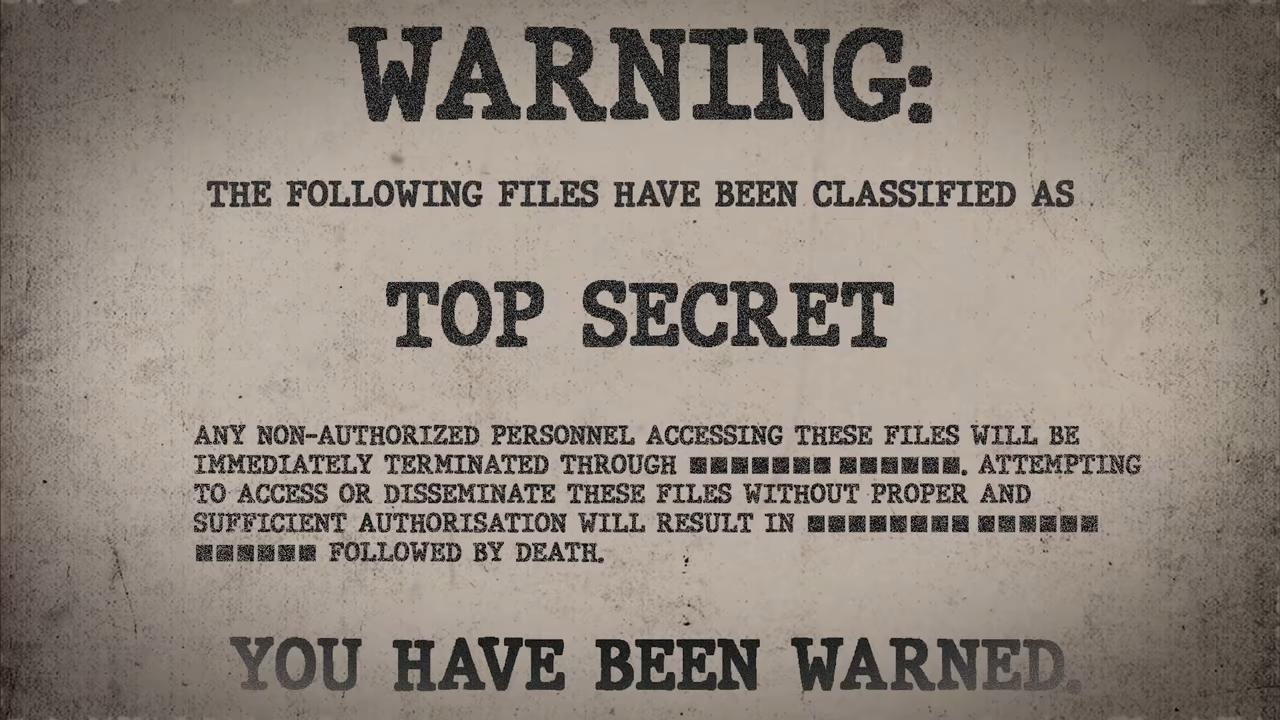 WARNING:
THE FOLLOWING FILES HAVE BEEN CLASSIFIED AS
TOP SECRET
ANY NON-AUTHORIZED PERSONNEL ACCESSING THESE FILES WILL BE
IMMEDIATELY TERMINATED THROUGH ■■■■■■■ ■■■■■■. ATTEMPTING
TO ACCESS OR DISSEMINATE THESE FILES WITHOUT PROPER AND
SUFFICIENT AUTHORISATION WILL RESULT IN ■■■■■■■■ ■■■■■■
■■■■■■ FOLLOWED BY DEATH.
YOU HAVE BEEN WARNED.